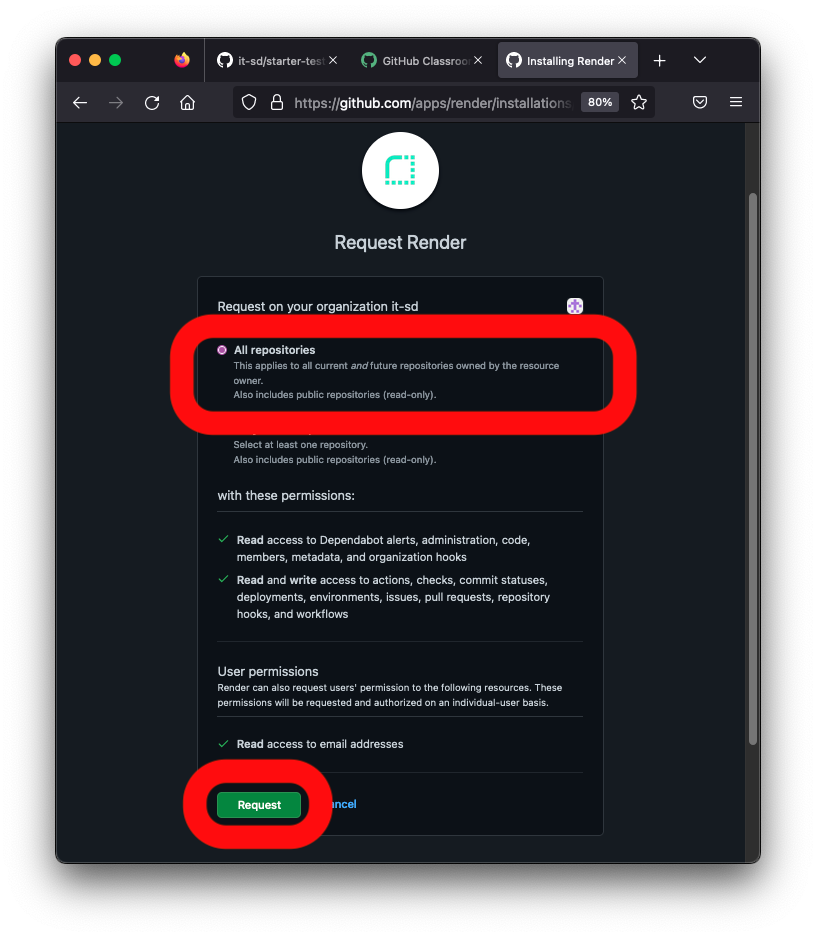 it-sd/starter-test
GitHub Classroo
Installing Render
https://github.com/apps/render/installations
80%
Request Render
Request on your organization it-sd
All repositories
This applies to all current and future repositories owned by the resource
owner.
Also includes public repositories (read-only).
Select at least one repository.
Also includes public repositories (read-only).
with these permissions:
Read access to Dependabot alerts, administration, code,
members, metadata, and organization hooks
Read and write access to actions, checks, commit statuses,
deployments, environments, issues, pull requests, repository
hooks, and workflows
User permissions
Render can also request users' permission to the following resources. These
permissions will be requested and authorized on an individual-user basis.
Read access to email addresses
Request
ancel